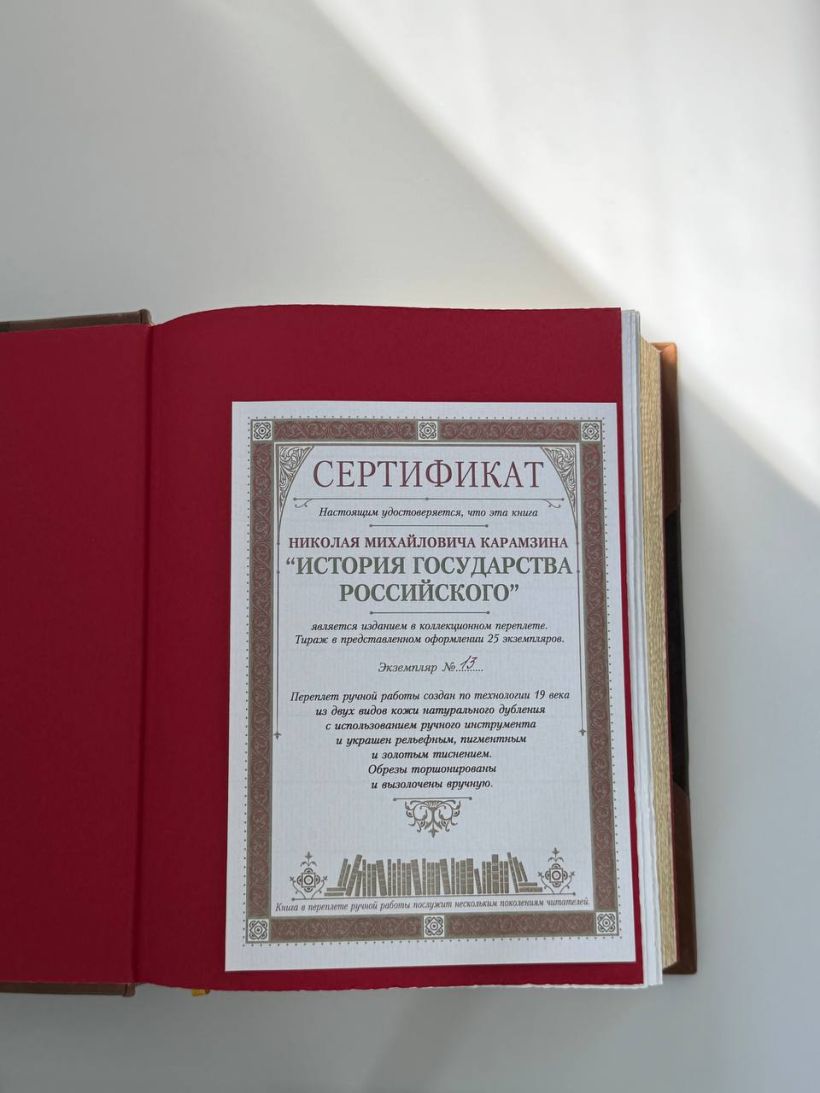 СЕРТИФИКАТ
Настоящим удостоверяется, что эта книга
НИКОЛАЯ МИХАЙЛОВИЧА КАРАМЗИНА
“ИСТОРИЯ ГОСУДАРСТВА
РОССИЙСКОГО”
является изданием в коллекционном переплете.
Тираж в представленном оформлении 25 экземпляров.
Экземпляр №..13.......
Переплет ручной работы создан по технологии 19 века
из двух видов кожи натурального дубления
с использованием ручного инструмента
и украшен рельефным, пигментным
и золотым тиснением.
Обрезы торшонированы
и вызолочены вручную.
Книга в переплете ручной работы послужит нескольким поколениям читателей.